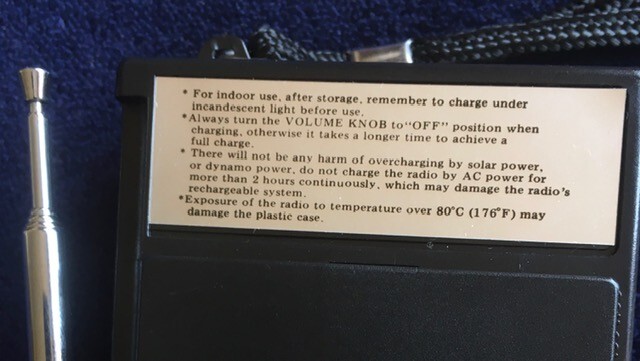 * For indoor use, after storage, remember to charge under
incandescent light before use.
*Always turn the VOLUME KNOB to "OFF" position when
charging, otherwise it takes a longer time to achieve a
full charge.
* There will not be any harm of overcharging by solar power,
or dynamo power, do not charge the radio by AC power for
more than 2 hours continuously, which may damage the radio's
rechargeable system.
*Exposure of the radio to temperature over 80°C (176°F) may
damage the plastic case.